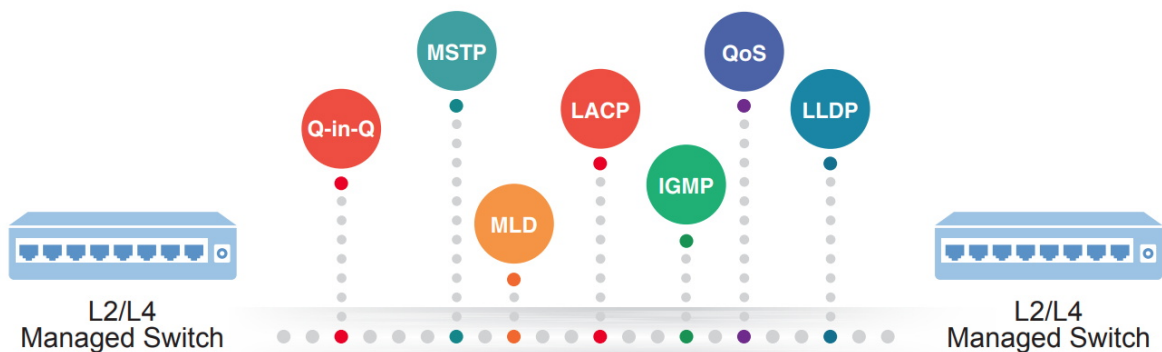 Q-in-Q
MSTP
MLD
LACP
IGMP
QoS
LLDP
L2/L4
Managed Switch
L2/L4
Managed Switch